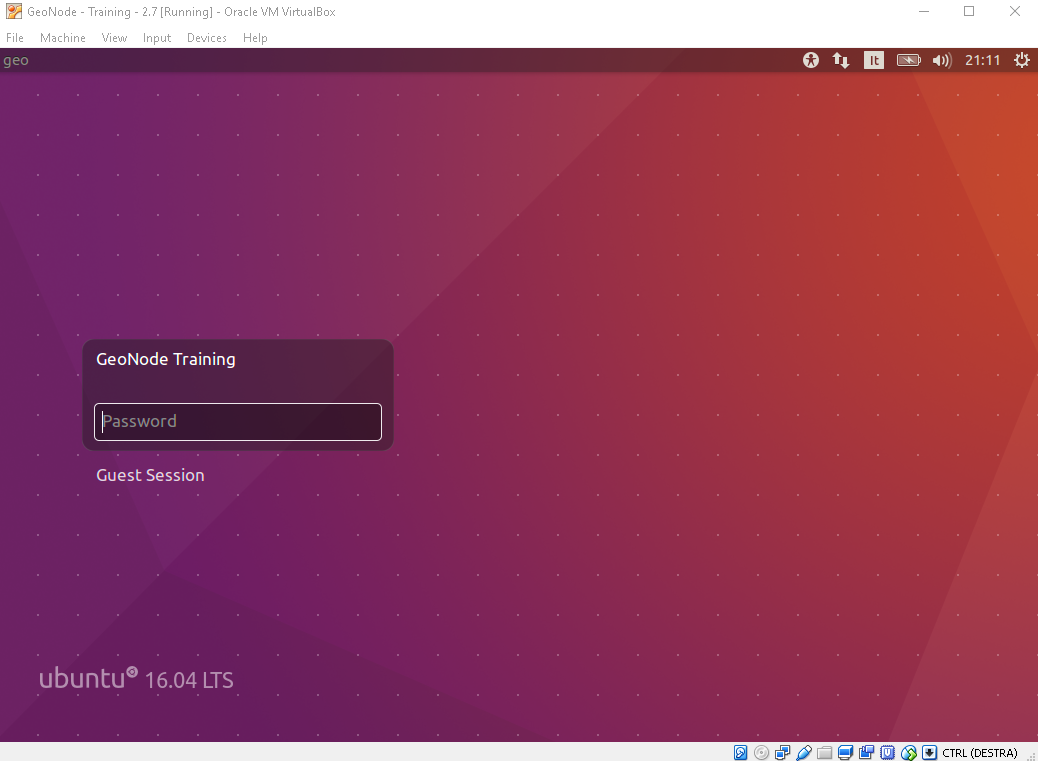 GeoNode - Training - 2.7 [Running] - Oracle VM VirtualBox
File Machine View Input Devices Help
geo It 21:11
GeoNode Training
Password
Guest Session
ubuntu 16.04 LTS
CTRL (DESTRA)